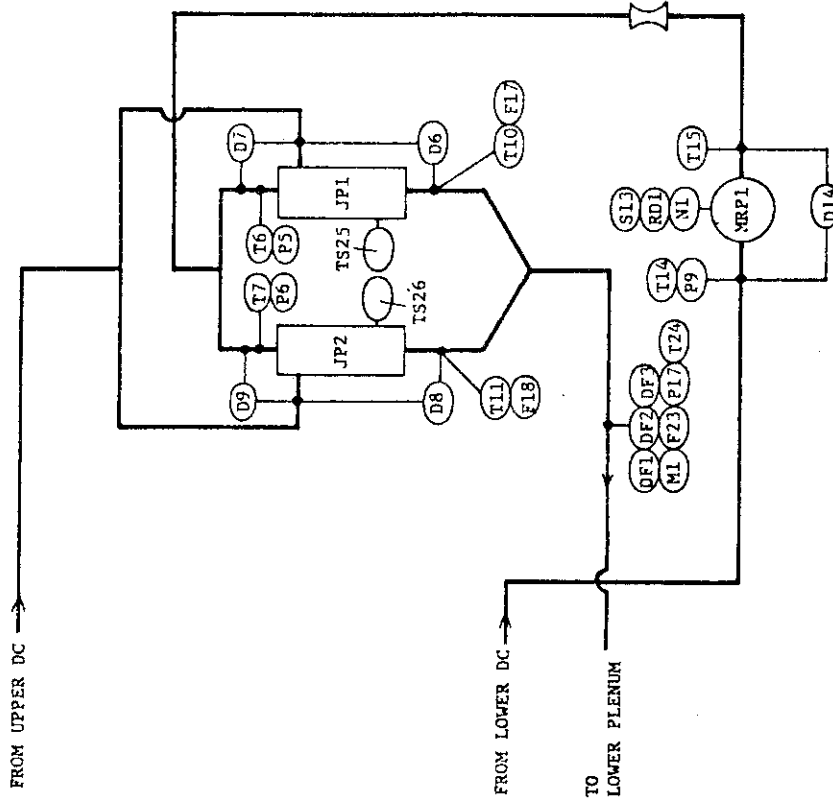 FROM UPPER DC
FROM LOWER DC
TO
LOWER PLENUM
D9
D8
T7
P6
T6
P5
D7
D6
JP2
JP1
TS25
TS26
T11
F18
T10
F17
DF1
DF2
DF3
M1
F23
P17
T24
T14
P9
S13
RD1
N1
MRP1
T15
D14